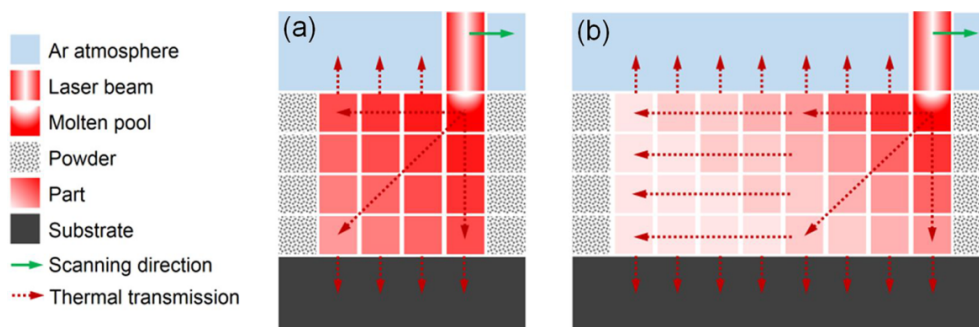 (a)
(b)
Ar atmosphere
Laser beam
Molten pool
Powder
Part
Substrate
Scanning direction
Thermal transmission